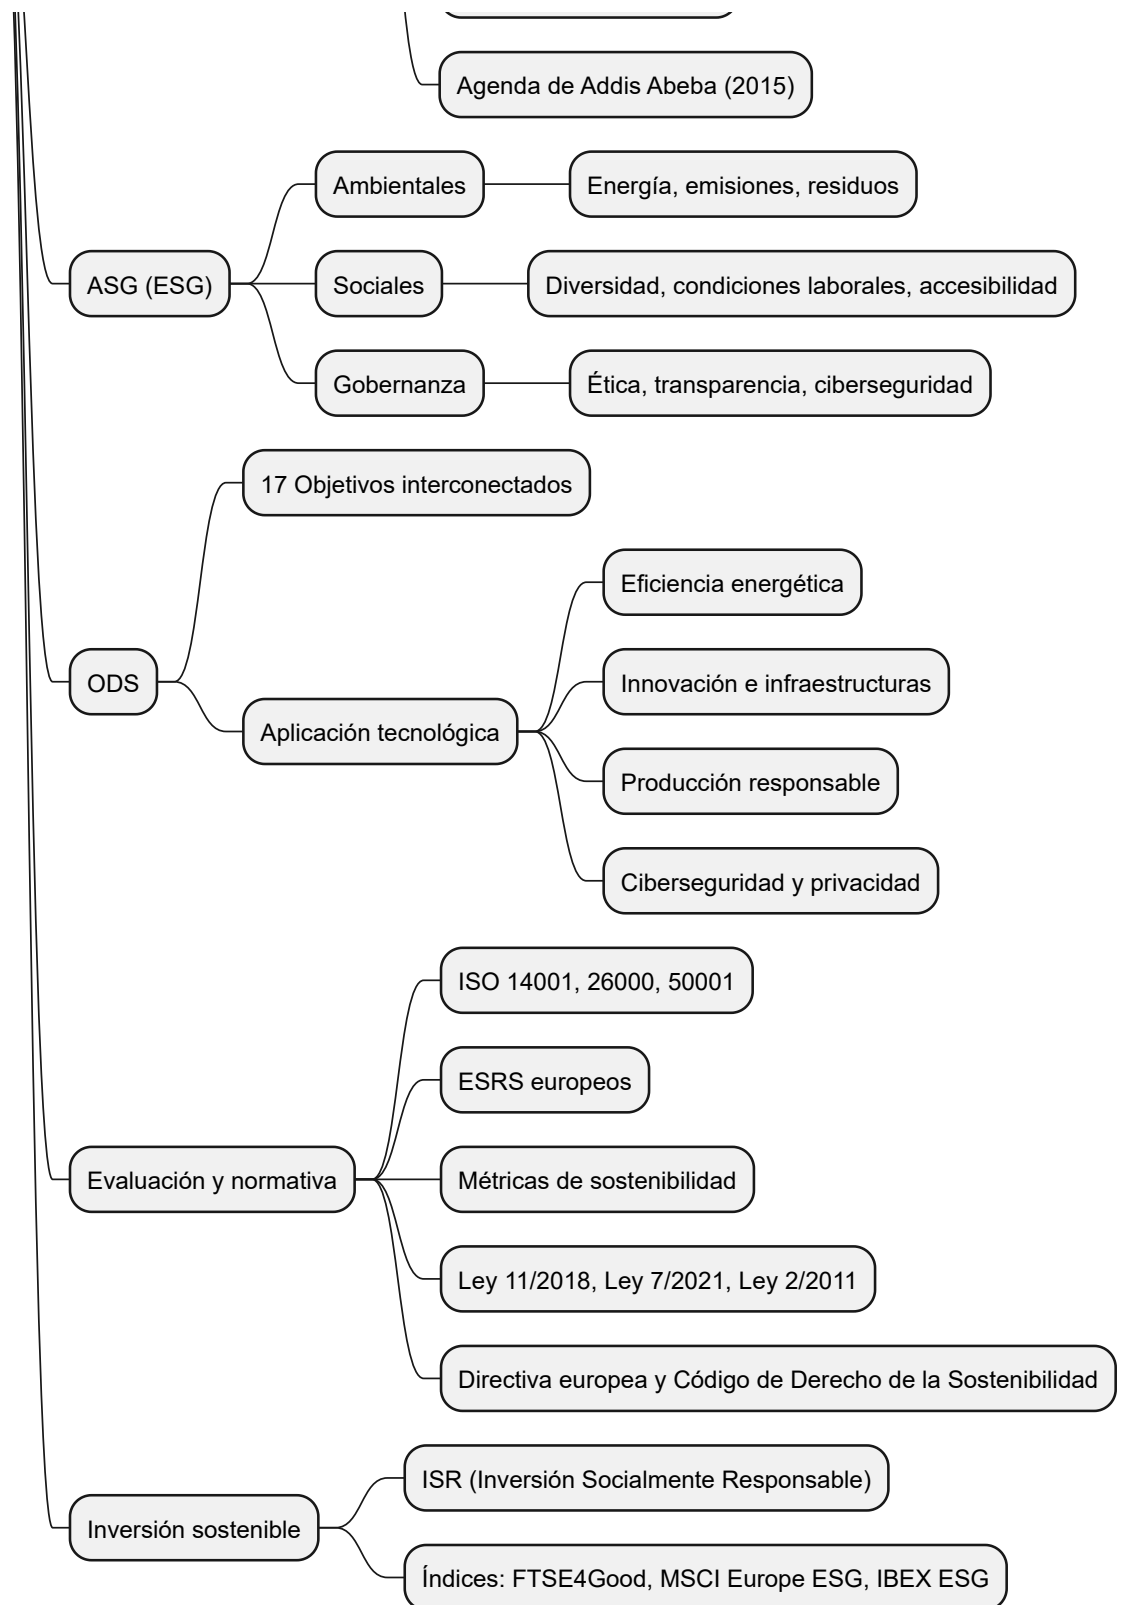 Agenda de Addis Abeba (2015)
Ambientales
Energía, emisiones, residuos
ASG (ESG)
Sociales
Diversidad, condiciones laborales, accesibilidad
Gobernanza
Ética, transparencia, ciberseguridad
17 Objetivos interconectados
Eficiencia energética
ODS
Innovación e infraestructuras
Aplicación tecnológica
Producción responsable
Ciberseguridad y privacidad
ISO 14001, 26000, 50001
ESRS europeos
Evaluación y normativa
Métricas de sostenibilidad
Ley 11/2018, Ley 7/2021, Ley 2/2011
Directiva europea y Código de Derecho de la Sostenibilidad
ISR (Inversión Socialmente Responsable)
Inversión sostenible
Índices: FTSE4Good, MSCI Europe ESG, IBEX ESG